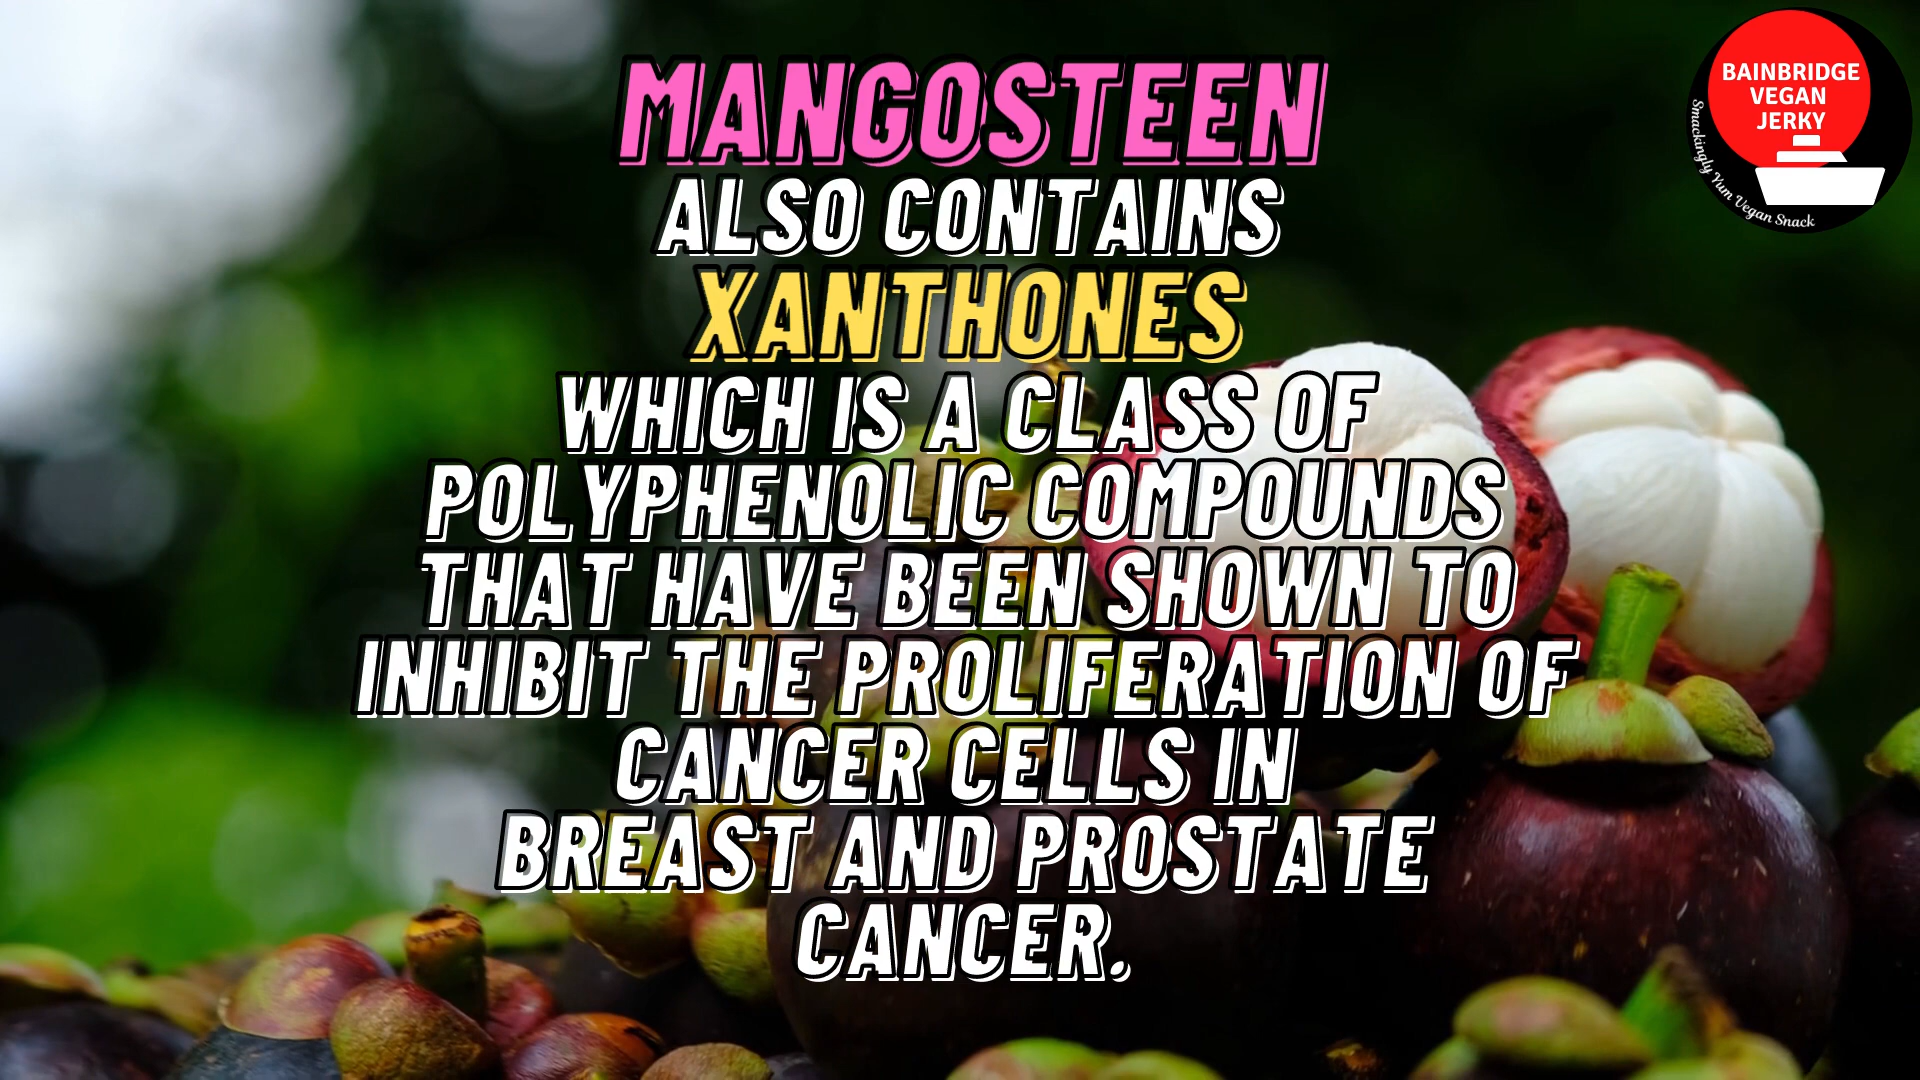 MANGOSTEEN
ALSO CONTAINS
XANTHONES
WHICH IS A CLASS OF
POLYPHENOLIC COMPOUNDS
THAT HAVE BEEN SHOWN TO
INHIBIT THE PROLIFERATION OF
CANCER CELLS IN
BREAST AND PROSTATE
CANCER.
BAINBRIDGE
VEGAN
JERKY
Smackingly Yum Vegan Snack